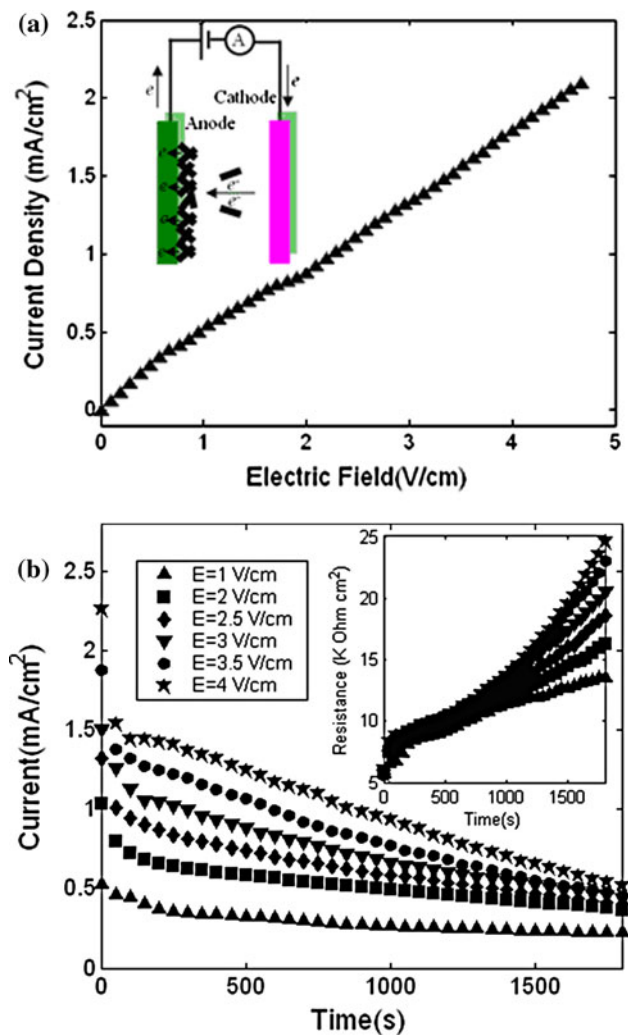 (a)
2.5
2
1.5
1
0.5
0
Current Density (mA/cm²)
A
e
e
Cathode
Anode
e⁻
e⁻
0
1
2
3
4
5
Electric Field(V/cm)
(b)
2.5
2
1.5
1
0.5
0
Current(mA/cm²)
E=1 V/cm
E=2 V/cm
E=2.5 V/cm
E=3 V/cm
E=3.5 V/cm
E=4 V/cm
25
20
15
10
5
Resistance (K Ohm cm²)
0
500
1000
1500
Time(s)
0
500
1000
1500
Time(s)